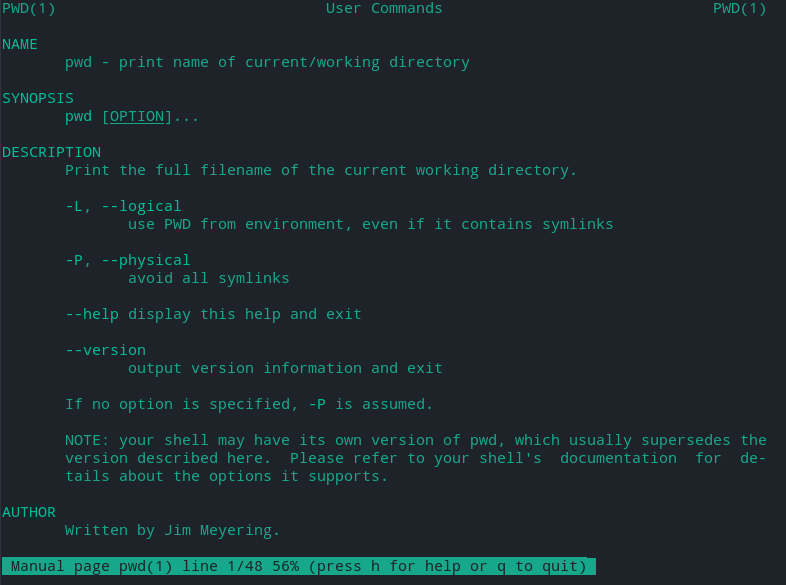 PWD(1) User Commands PWD(1)
NAME
pwd - print name of current/working directory
SYNOPSIS
pwd [OPTION]...
DESCRIPTION
Print the full filename of the current working directory.
-L, --logical
use PWD from environment, even if it contains symlinks
-P, --physical
avoid all symlinks
--help display this help and exit
--version
output version information and exit
If no option is specified, -P is assumed.
NOTE: your shell may have its own version of pwd, which usually supersedes the
version described here.  Please refer to your shell's  documentation  for  de-
tails about the options it supports.
AUTHOR
Written by Jim Meyering.
Manual page pwd(1) line 1/48 56% (press h for help or q to quit)